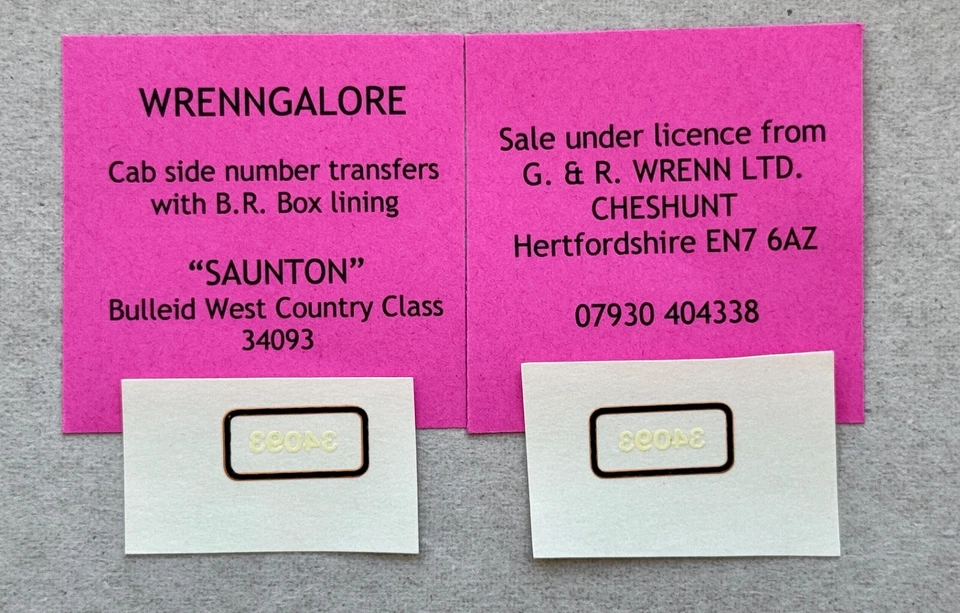 WRENNGALORE
Cab side number transfers
with B.R. Box lining
“SAUNTON”
Bulleid West Country Class
34093
Sale under licence from
G. & R. WRENN LTD.
CHESHUNT
Hertfordshire EN7 6AZ
07930 404338
34093
34093